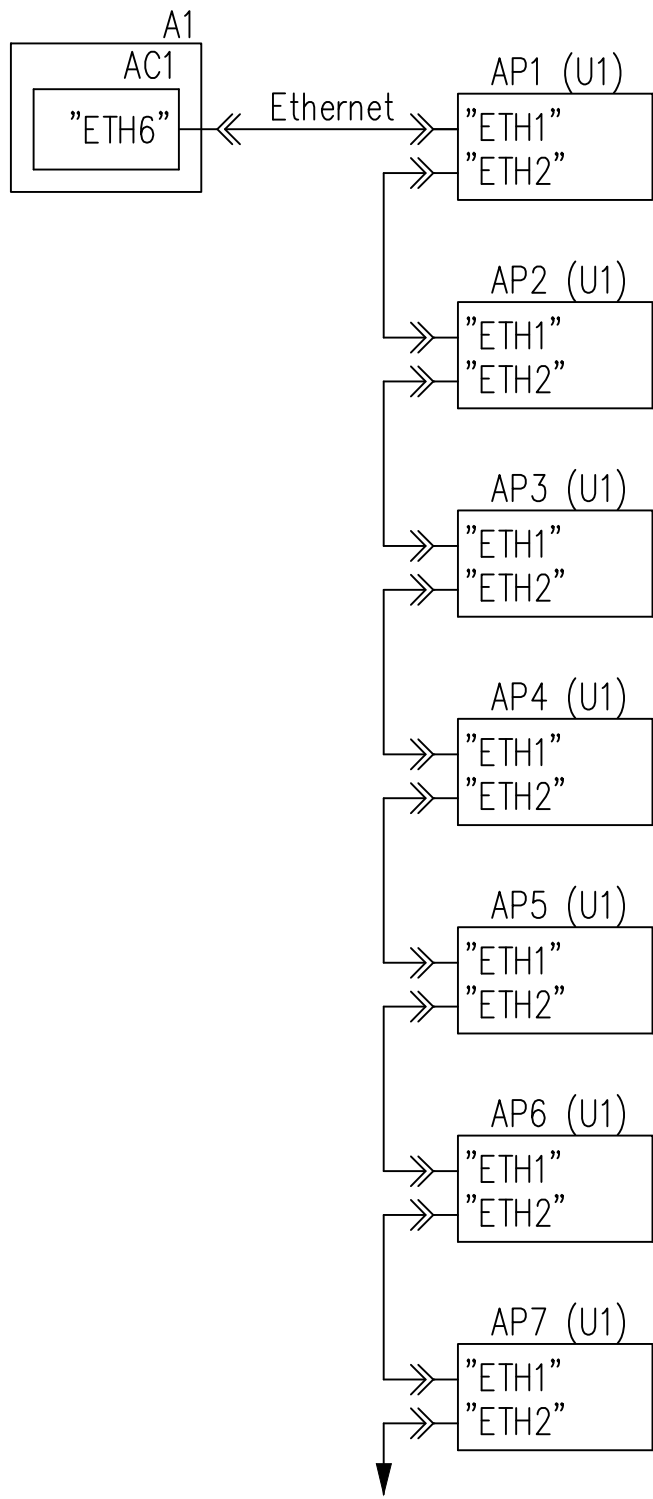 A1
AC1
"ETH6"
Ethernet
AP1 (U1)
"ETH1"
"ETH2"
AP2 (U1)
"ETH1"
"ETH2"
AP3 (U1)
"ETH1"
"ETH2"
AP4 (U1)
"ETH1"
"ETH2"
AP5 (U1)
"ETH1"
"ETH2"
AP6 (U1)
"ETH1"
"ETH2"
AP7 (U1)
"ETH1"
"ETH2"